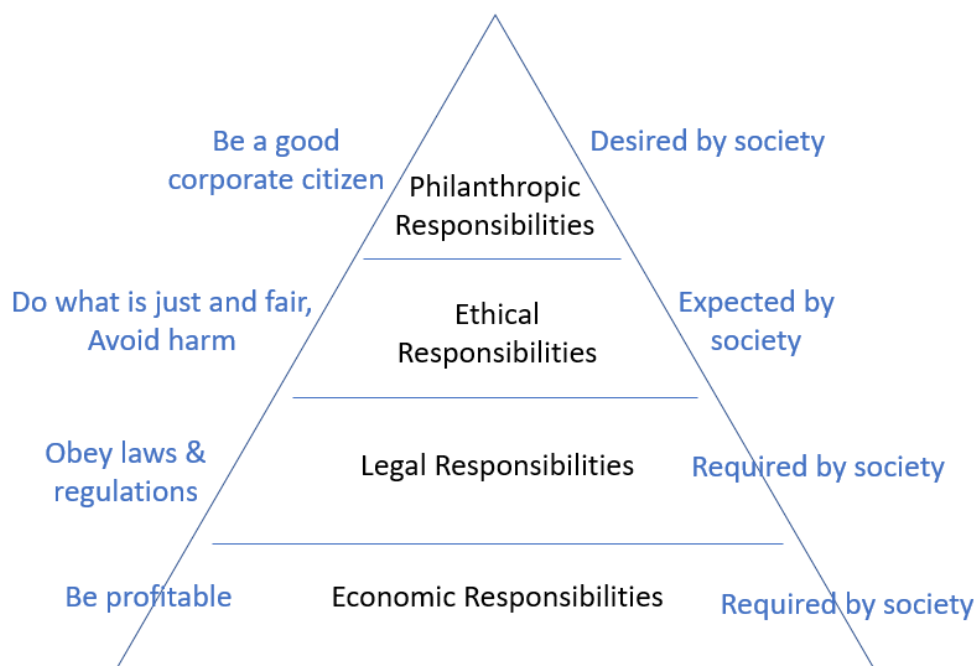 Be a good
corporate citizen
Desired by society
Philanthropic
Responsibilities
Do what is just and fair,
Avoid harm
Ethical
Responsibilities
Expected by
society
Obey laws &
regulations
Legal Responsibilities
Required by society
Be profitable
Economic Responsibilities
Required by society